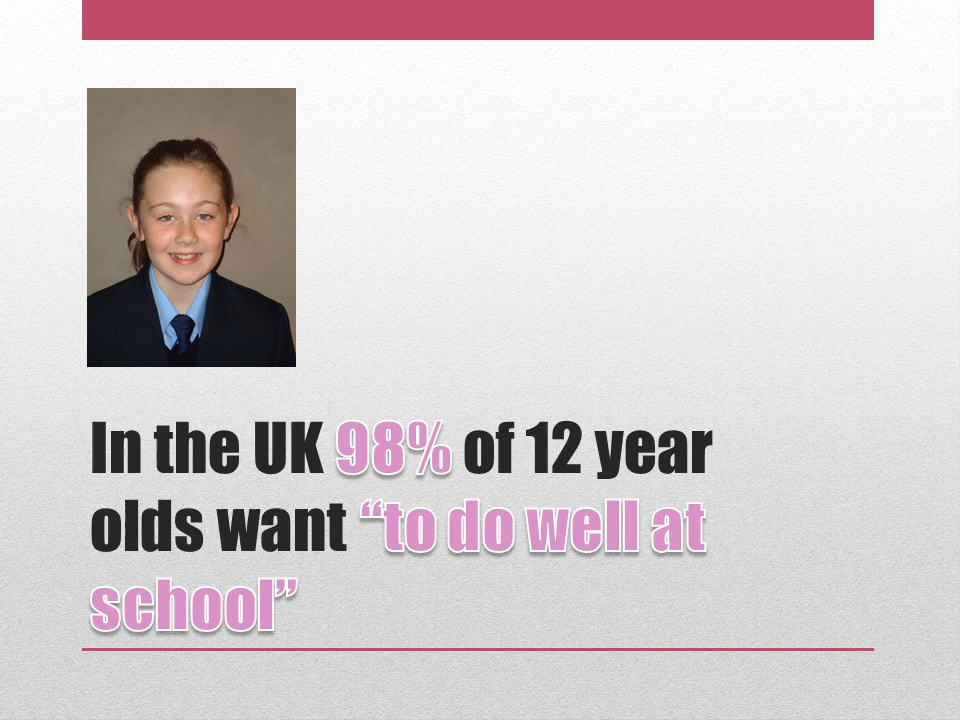 In the UK 98% of 12 year
olds want “to do well at
school”